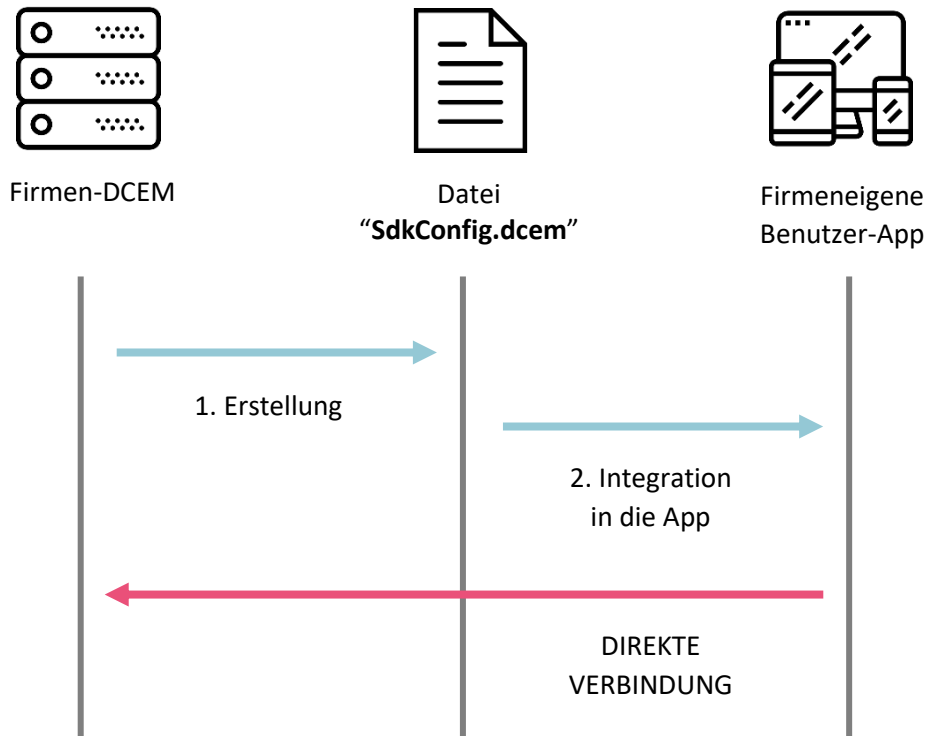 Firmen-DCEM
Datei
“SdkConfig.dcem”
Firmeneigene
Benutzer-App
1. Erstellung
2. Integration
in die App
DIREKTE
VERBINDUNG